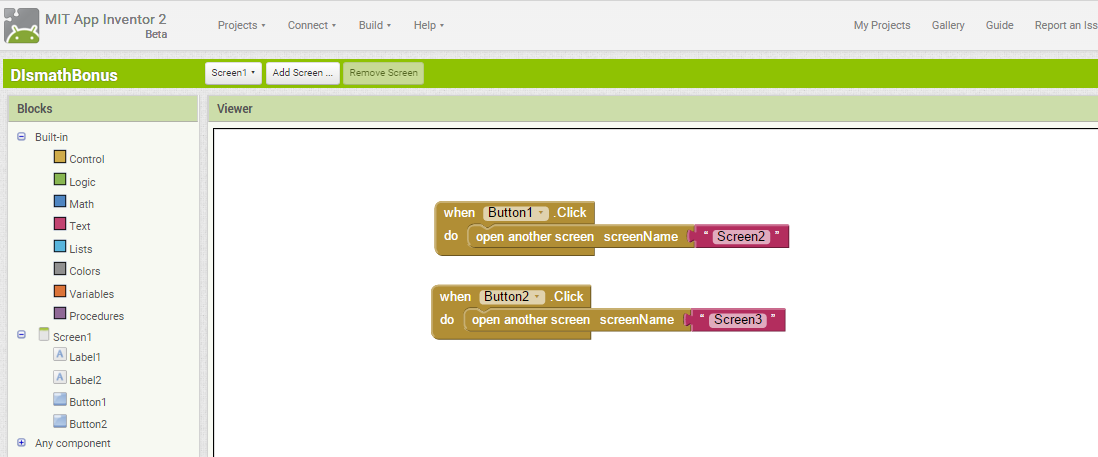 MIT App Inventor 2
Beta
Projects Connect Build Help My Projects Gallery Guide Report an Iss
DIsmathBonus Screen1 Add Screen ... Remove Screen
Blocks Viewer
Built-in
Control
Logic
Math
Text
Lists
Colors
Variables
Procedures
Screen1
Label1
Label2
Button1
Button2
Any component
when Button1 .Click
do open another screen screenName " Screen2 "
when Button2 .Click
do open another screen screenName " Screen3 "